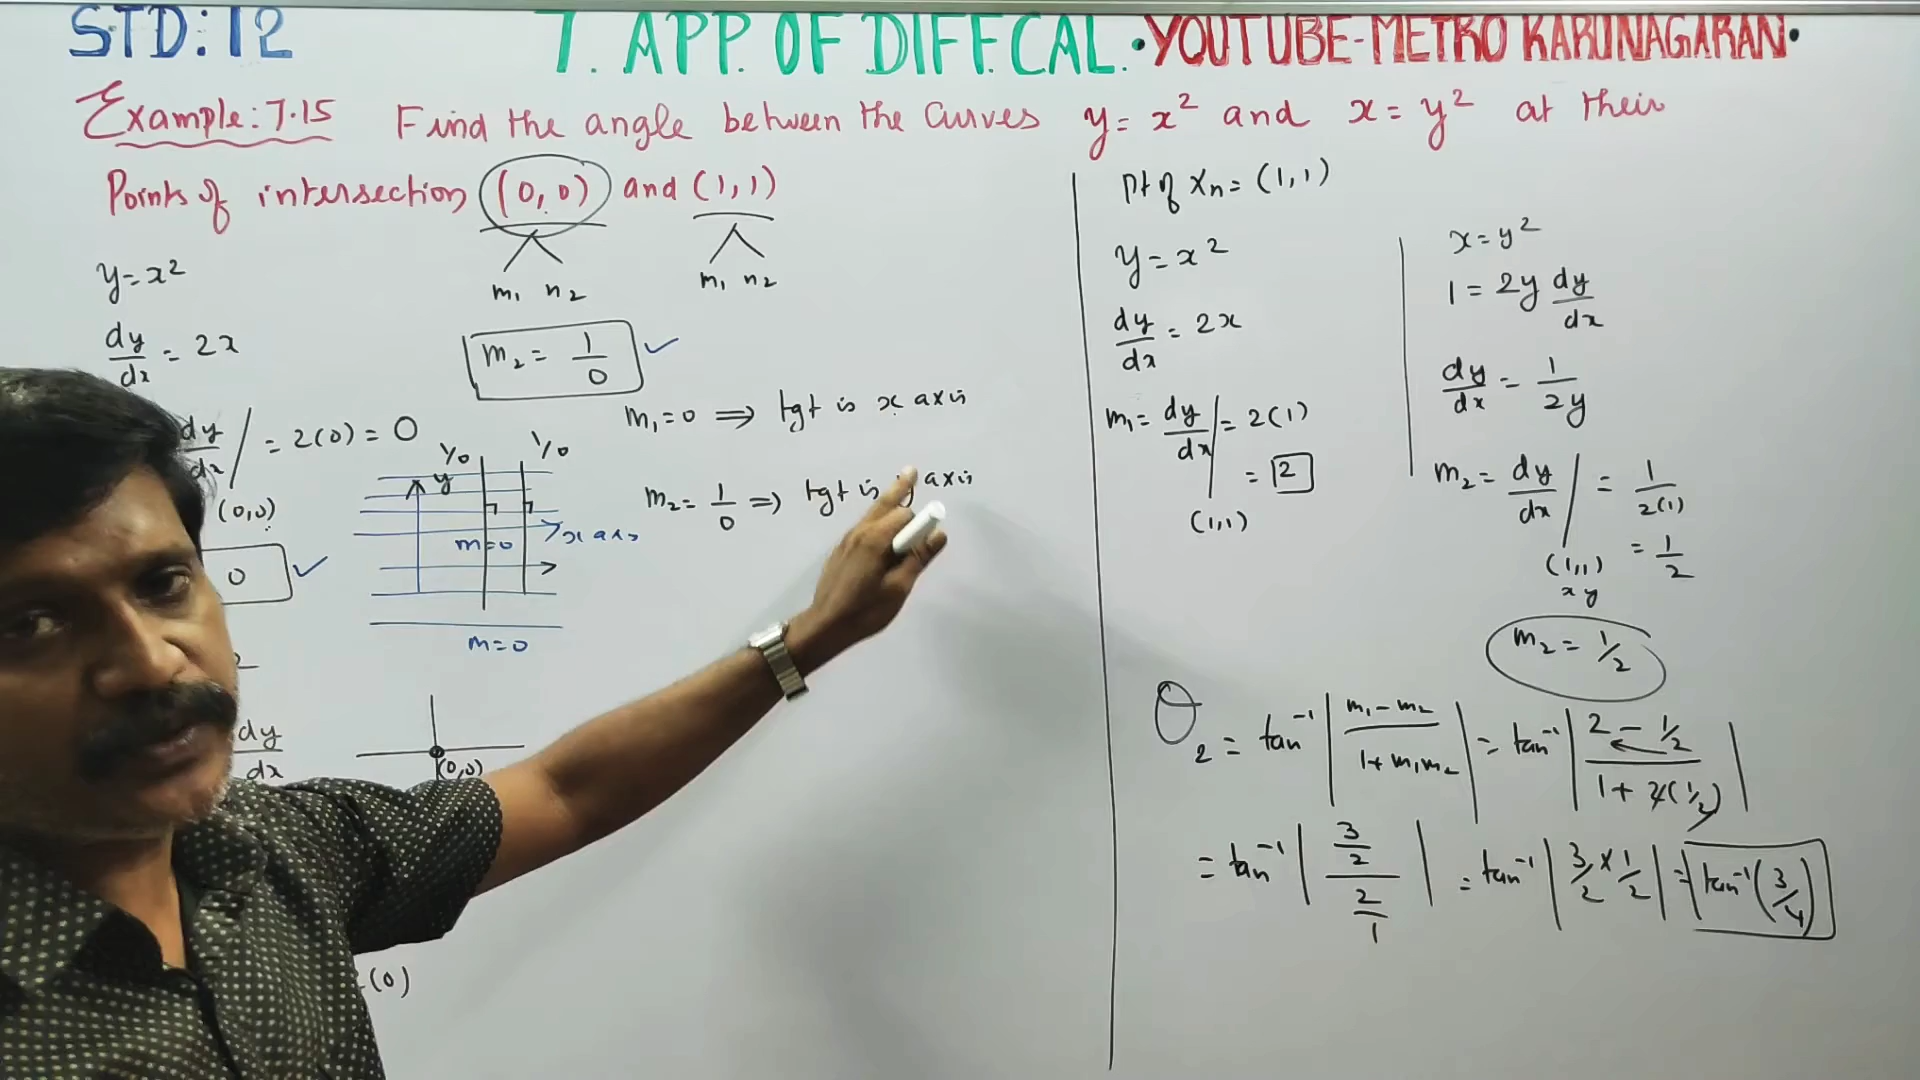 STD: 12
7. APP. OF DIFF. CAL. • YOUTUBE-METRO KARUNAGARAN •
Example: 7.15 Find the angle between the curves y = x² and x = y² at their
Points of intersection (0,0) and (1,1)
m₁ n₂
m₁ n₂
y = x²
dy/dx = 2x
dy/dx | = 2(0) = 0
(0,0)
0
m₂ = 1/0
m₁ = 0 ⇒ tgt is x axis
m₂ = 1/0 ⇒ tgt is y axis
1/0 1/0
y
m=0
x axis
m=0
dy/dx
(0,0)
(0)
Pt of Xn = (1,1)
y = x²
dy/dx = 2x
m₁ = dy/dx | = 2(1)
= 2
(1,1)
x = y²
1 = 2y dy/dx
dy/dx = 1/2y
m₂ = dy/dx | = 1/2(1)
(1,1) = 1/2
x y
m₂ = 1/2
θ₂ = tan⁻¹ | m₁ - m₂ / 1 + m₁m₂ | = tan⁻¹ | 2 - 1/2 / 1 + 2(1/2) |
= tan⁻¹ | 3/2 / 2/1 | = tan⁻¹ | 3/2 × 1/2 | = tan⁻¹ (3/4)